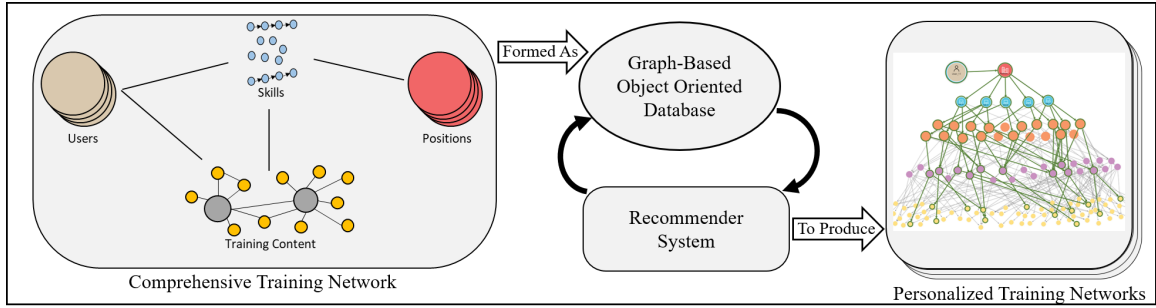 Users
Skills
Positions
Training Content
Comprehensive Training Network
Formed As
Graph-Based
Object Oriented
Database
Recommender
System
To Produce
Personalized Training Networks